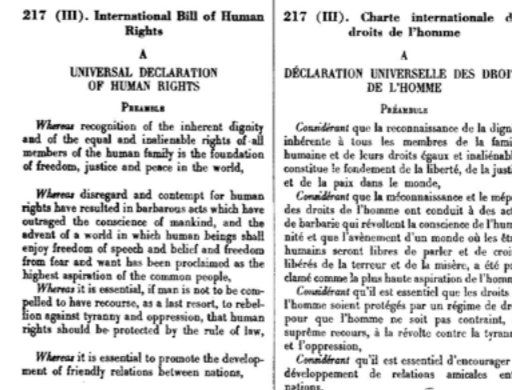 217 (III). International Bill of Human
Rights
A
UNIVERSAL DECLARATION
OF HUMAN RIGHTS
PREAMBLE
Whereas recognition of the inherent dignity
and of the equal and inalienable rights of all
members of the human family is the foundation
of freedom, justice and peace in the world,
Whereas disregard and contempt for human
rights have resulted in barbarous acts which have
outraged the conscience of mankind, and the
advent of a world in which human beings shall
enjoy freedom of speech and belief and freedom
from fear and want has been proclaimed as the
highest aspiration of the common people,
Whereas it is essential, if man is not to be com-
pelled to have recourse, as a last resort, to rebel-
lion against tyranny and oppression, that human
rights should be protected by the rule of law,
Whereas it is essential to promote the develop-
ment of friendly relations between nations,
217 (III). Charte internationale d
droits de l'homme
A
DÉCLARATION UNIVERSELLE DES DROI
DE L'HOMME
PRÉAMBULE
Considérant que la reconnaissance de la dign
inhérente à tous les membres de la fami
humaine et de leurs droits égaux et inaliénabl
constitue le fondement de la liberté, de la justi
et de la paix dans le monde,
Considérant que la méconnaissance et le mép
des droits de l'homme ont conduit à des act
de barbarie qui révoltent la conscience de l'hum
nité et que l'avènement d'un monde où les êtr
humains seront libres de parler et de croi
libérés de la terreur et de la misère, a été pr
clamé comme la plus haute aspiration de l'homm
Considérant qu'il est essentiel que les droits
l'homme soient protégés par un régime de dr
pour que l'homme ne soit pas contraint,
suprême recours, à la révolte contre la tyrann
et l'oppression,
Considérant qu'il est essentiel d'encourager
développement de relations amicales ent
nations.